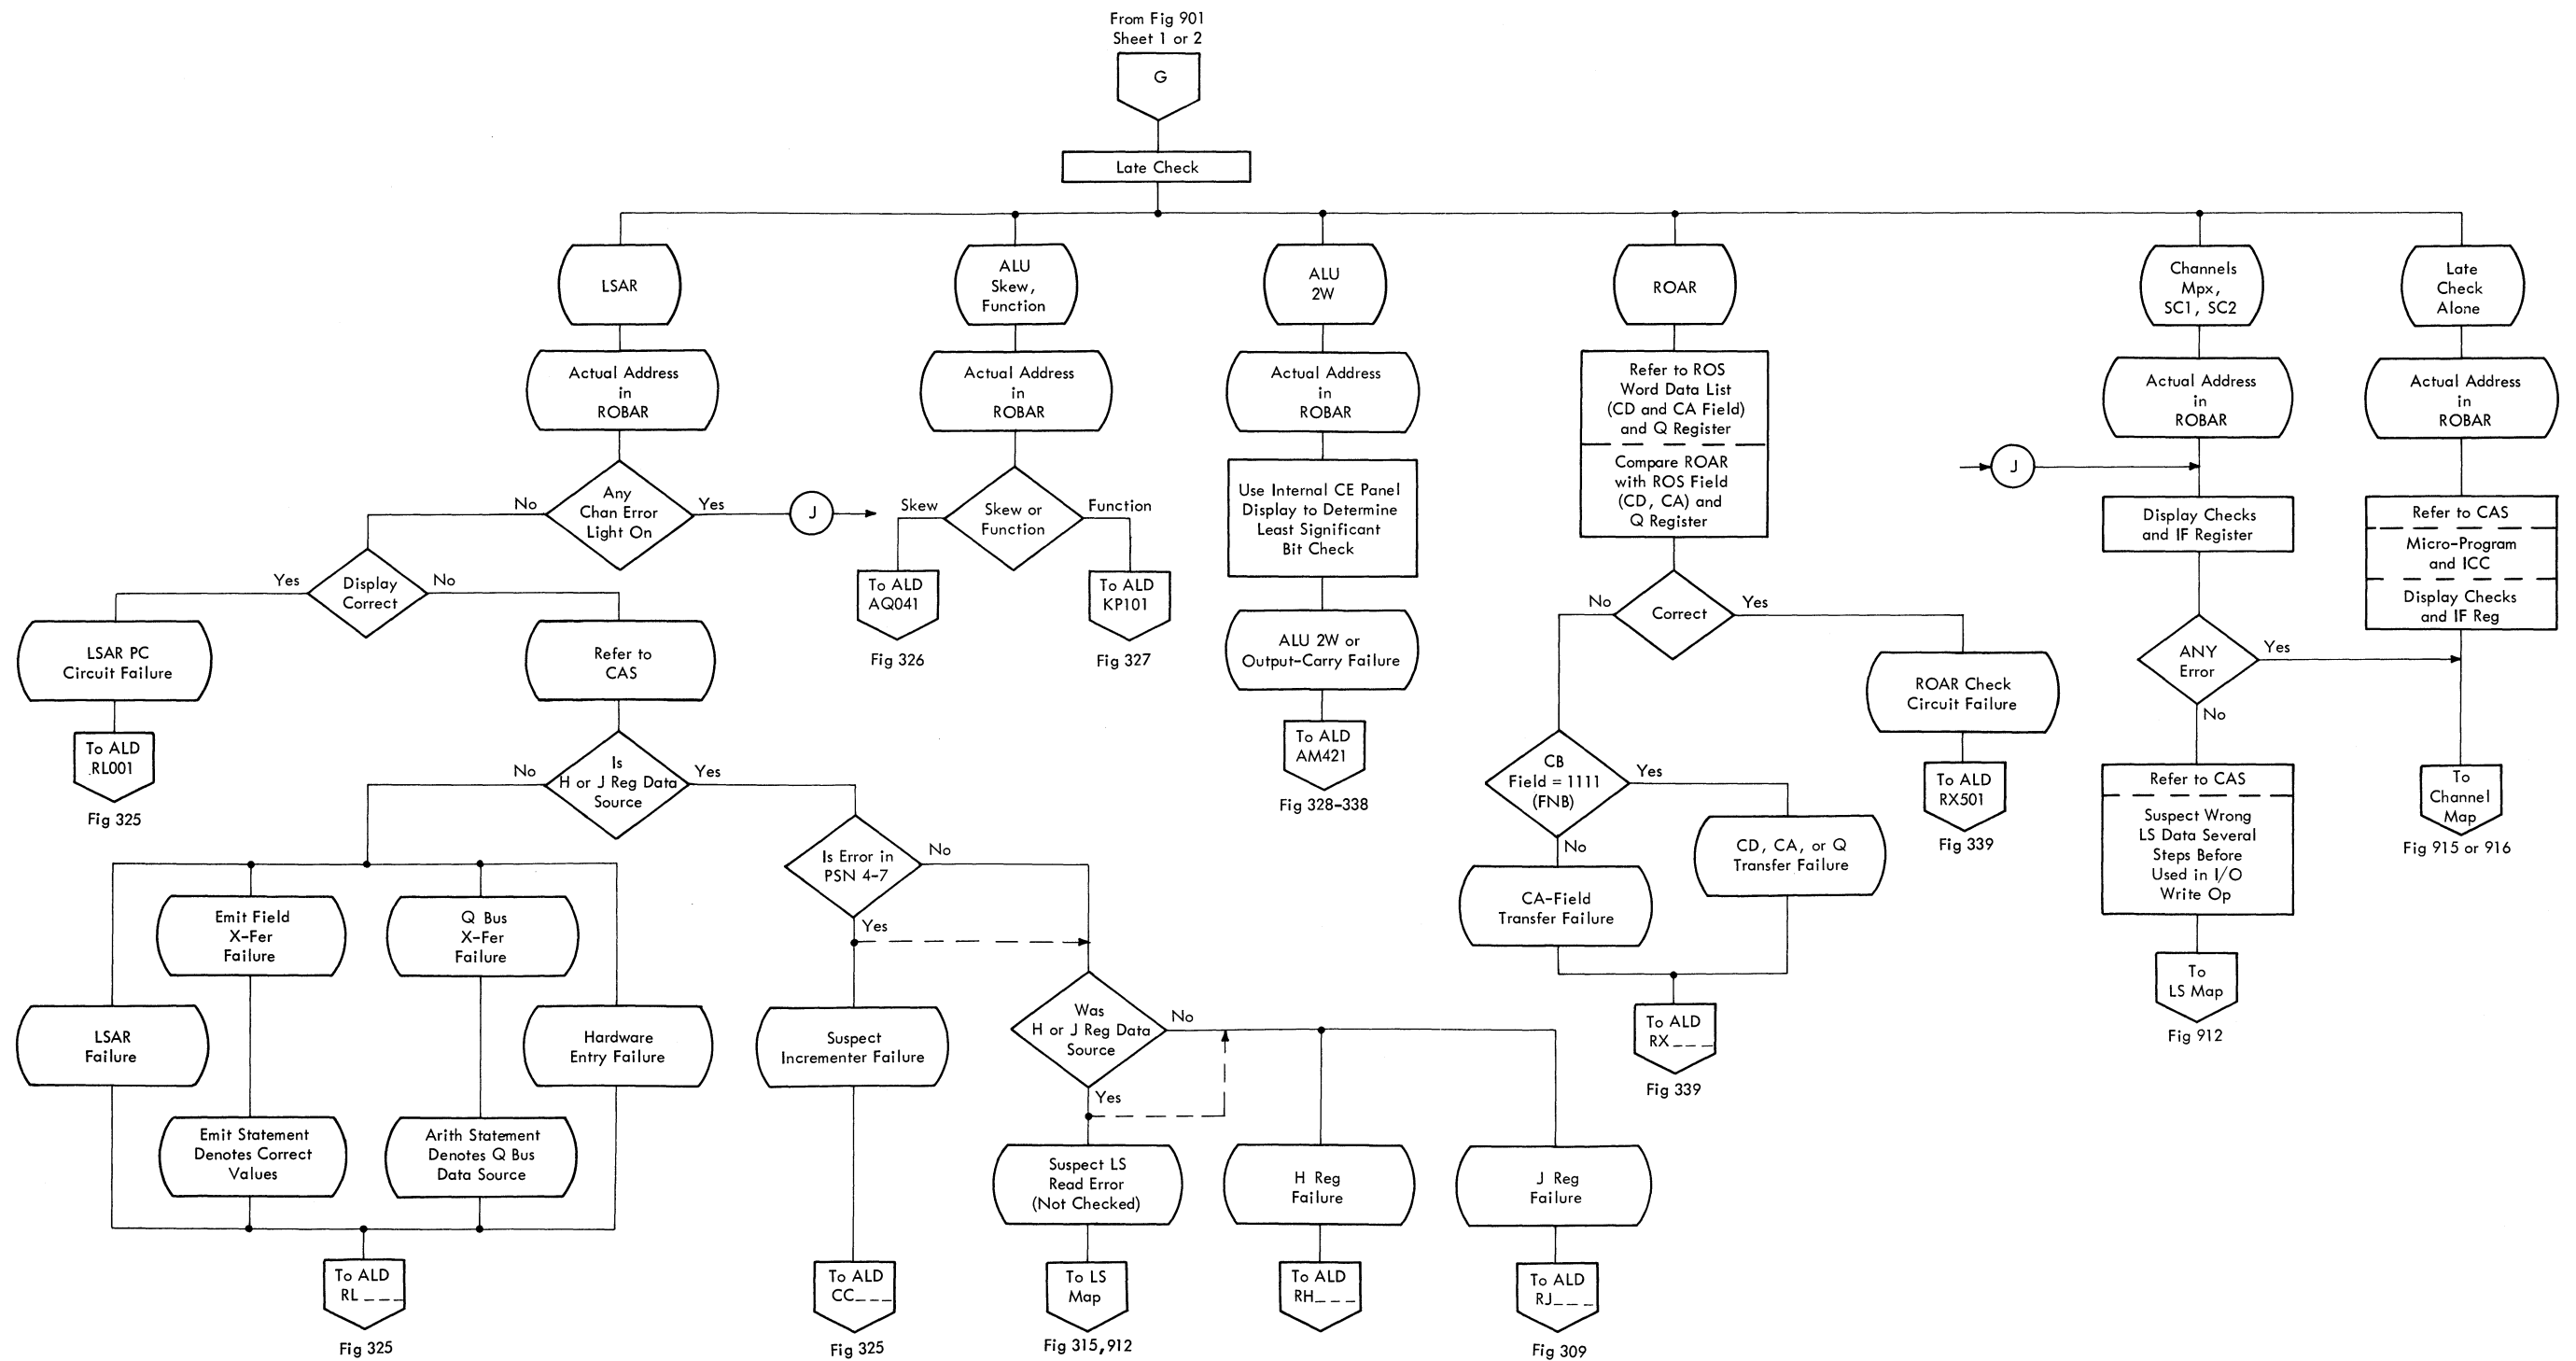 From Fig 901
Sheet 1 or 2
G
Late Check
LSAR
Actual Address
in
ROBAR
Any
Chan Error
Light On
No
Yes
J
Display
Correct
Yes
No
LSAR PC
Circuit Failure
To ALD
RL001
Fig 325
Refer to
CAS
Is
H or J Reg Data
Source
No
Yes
LSAR
Failure
Emit Field
X-Fer
Failure
Emit Statement
Denotes Correct
Values
Q Bus
X-Fer
Failure
Arith Statement
Denotes Q Bus
Data Source
Hardware
Entry Failure
To ALD
RL _ _ _
Fig 325
Is Error in
PSN 4-7
No
Yes
Suspect
Incrementer Failure
To ALD
CC_ _ _
Fig 325
Was
H or J Reg Data
Source
No
Yes
Suspect LS
Read Error
(Not Checked)
To LS
Map
Fig 315,912
H Reg
Failure
To ALD
RH_ _ _
J Reg
Failure
To ALD
RJ_ _ _
Fig 309
ALU
Skew,
Function
Actual Address
in
ROBAR
Skew or
Function
Skew
Function
To ALD
AQ041
Fig 326
To ALD
KP101
Fig 327
ALU
2W
Actual Address
in
ROBAR
Use Internal CE Panel
Display to Determine
Least Significant
Bit Check
ALU 2W or
Output-Carry Failure
To ALD
AM421
Fig 328-338
ROAR
Refer to ROS
Word Data List
(CD and CA Field)
and Q Register
Compare ROAR
with ROS Field
(CD, CA) and
Q Register
Correct
No
Yes
CB
Field = 1111
(FNB)
Yes
No
CA-Field
Transfer Failure
CD, CA, or Q
Transfer Failure
To ALD
RX _ _ _
Fig 339
ROAR Check
Circuit Failure
To ALD
RX501
Fig 339
Channels
Mpx,
SC1, SC2
Actual Address
in
ROBAR
J
Display Checks
and IF Register
ANY
Error
Yes
No
Refer to CAS
Suspect Wrong
LS Data Several
Steps Before
Used in I/O
Write Op
To
LS Map
Fig 912
Late
Check
Alone
Actual Address
in
ROBAR
Refer to CAS
Micro-Program
and ICC
Display Checks
and IF Reg
To
Channel
Map
Fig 915 or 916